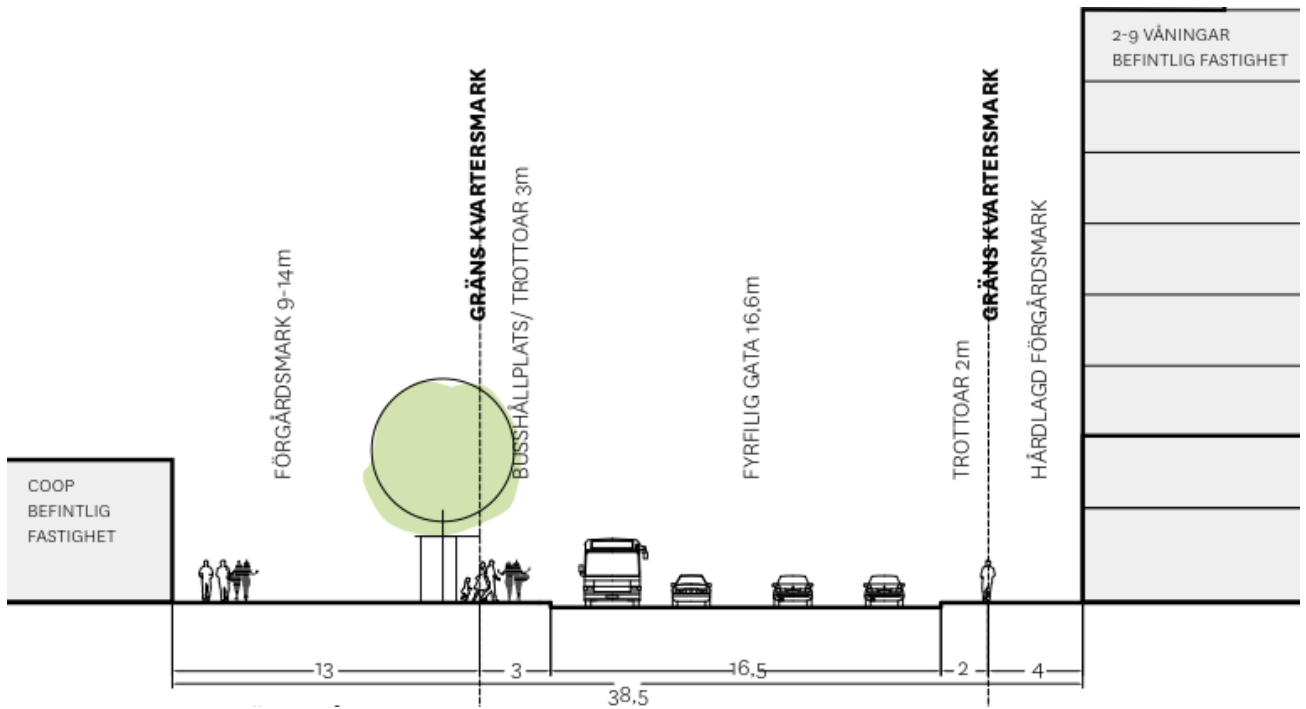 2-9 VÅNINGAR
BEFINTLIG FASTIGHET
GRÄNS KVARTERSMARK
GRÄNS KVARTERSMARK
FÖRGÅRDSMARK 9-14m
BUSSHÅLLPLATS/ TROTTOAR 3m
FYRFILIG GATA 16,6m
TROTTOAR 2m
HÅRDLAGD FÖRGÅRDSMARK
COOP
BEFINTLIG
FASTIGHET
13 3 16,5 2 4
38,5